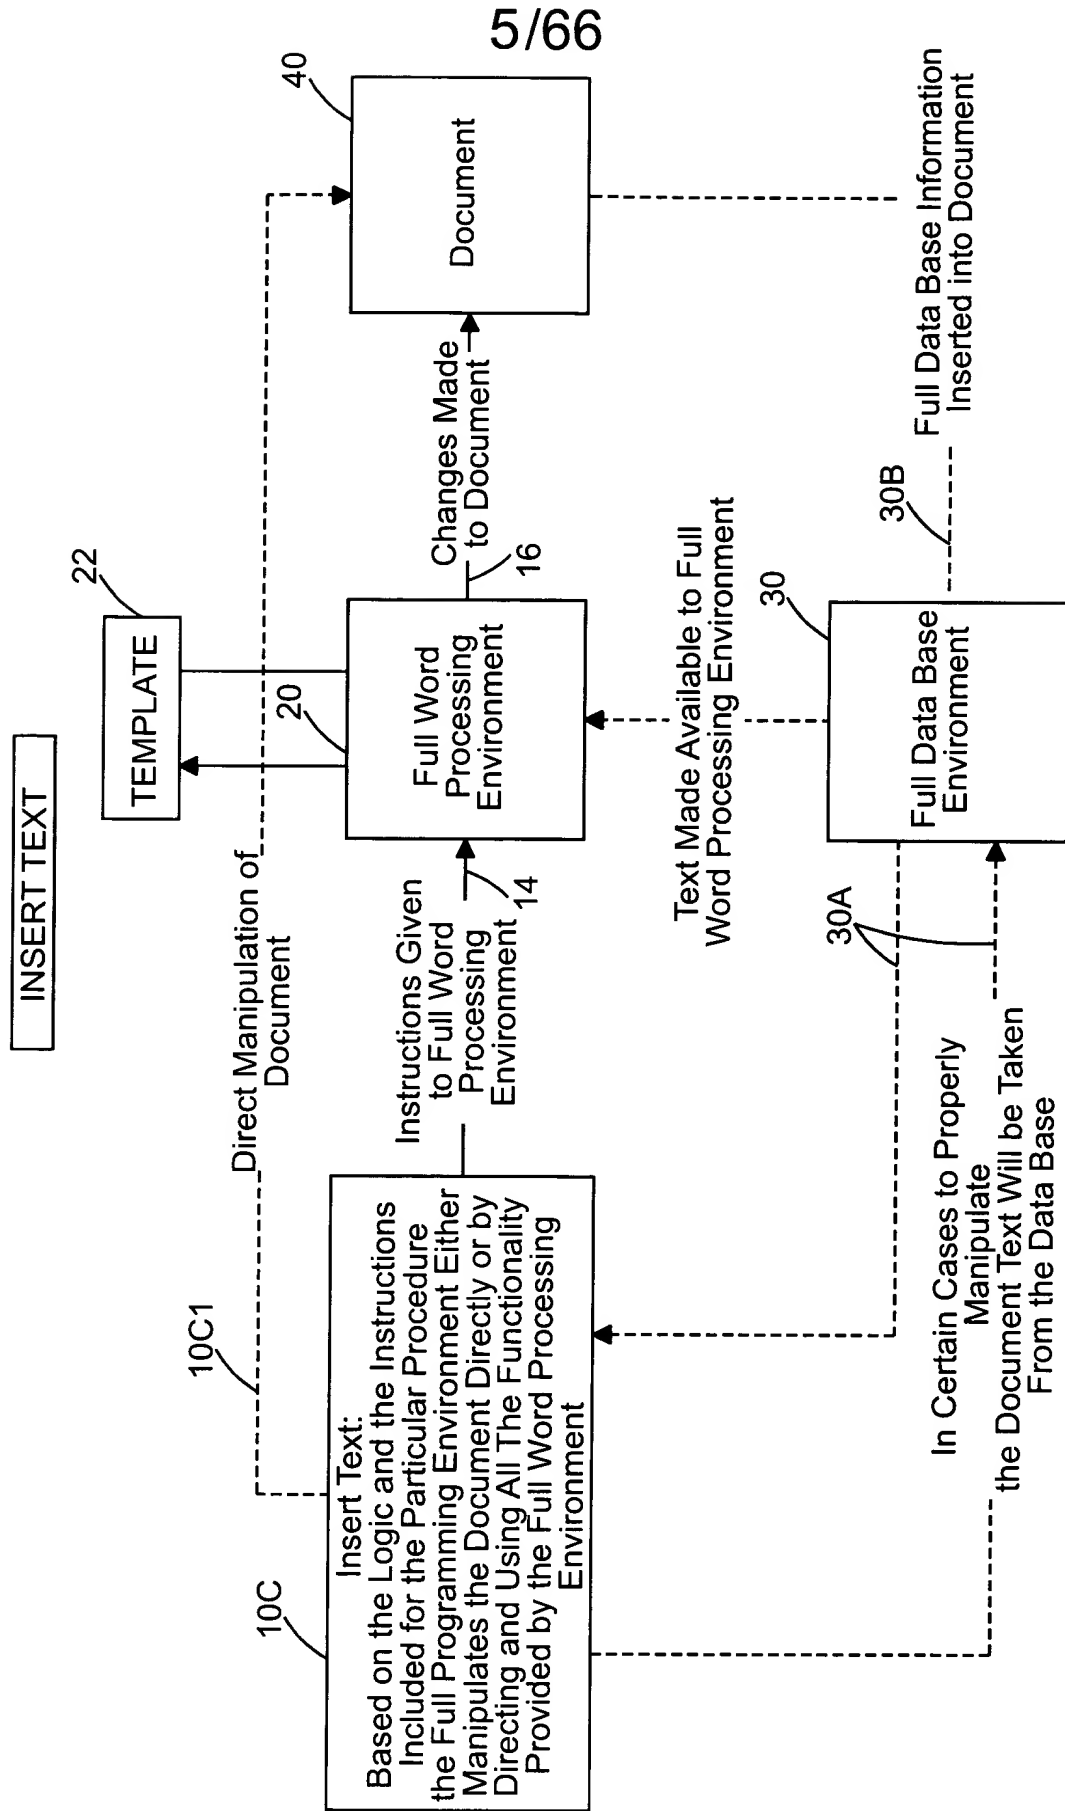 5/66
INSERT TEXT
22
TEMPLATE
40
Document
10C1
Direct Manipulation of
Document
20
Full Word
Processing
Environment
Changes Made
to Document
16
Instructions Given
to Full Word
Processing
Environment
14
10C
Insert Text:
Based on the Logic and the Instructions
Included for the Particular Procedure
the Full Programming Environment Either
Manipulates the Document Directly or by
Directing and Using All The Functionality
Provided by the Full Word Processing
Environment
Text Made Available to Full
Word Processing Environment
30
Full Data Base
Environment
30A
30B
Full Data Base Information
Inserted into Document
In Certain Cases to Properly
Manipulate
the Document Text Will be Taken
From the Data Base